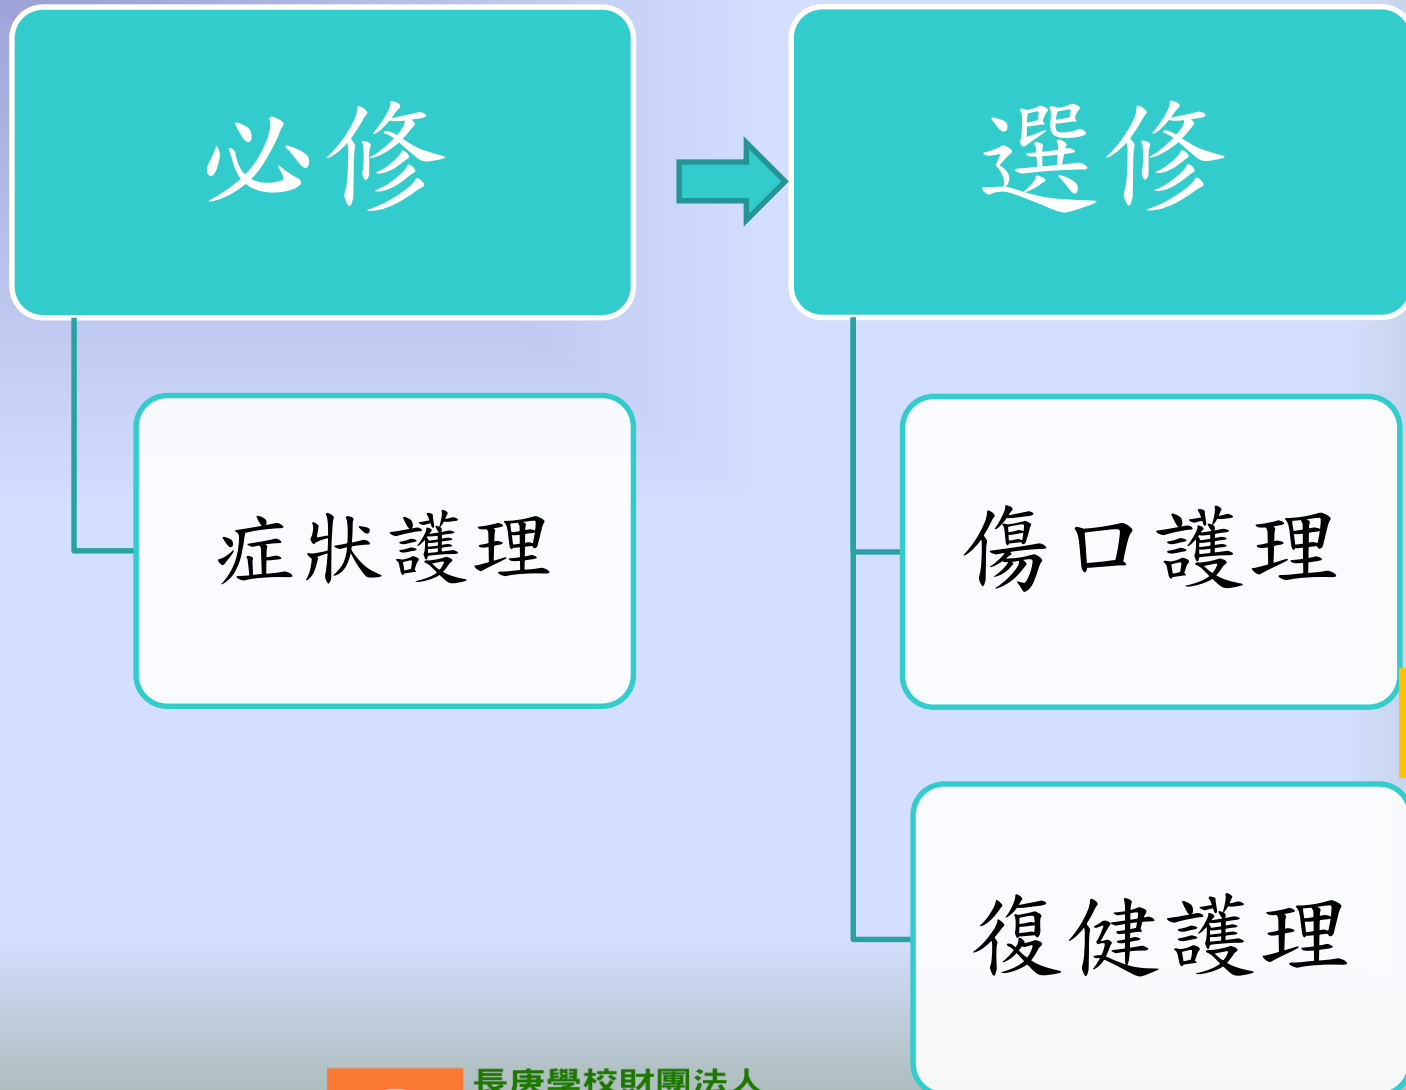 必修
選修
症狀護理
傷口護理
復健護理
長庚學校財團法人